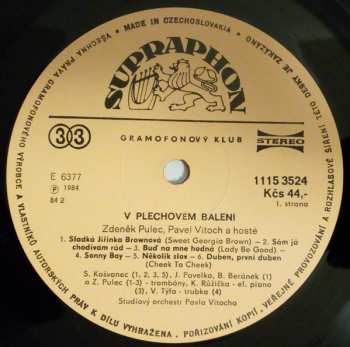 MADE IN CZECHOSLOVAKIA
VŠECHNA PRÁVA GRAMOFONOVÉHO VÝROBCE A VLASTNÍKŮ AUTORSKÝCH PRÁV K DÍLU VYHRAŽENA. POŘIZOVÁNÍ KOPIÍ, VEŘEJNÉ PROVOZOVÁNÍ A ROZHLASOVÉ ŠÍŘENÍ TÉTO DESKY JE ZAKÁZÁNO
SUPRAPHON
33
GRAMOFONOVÝ KLUB
STEREO
E 6377
Ⓟ 1984
84 2
1115 3524
Kčs 44,-
1. strana
V PLECHOVÉM BALENÍ
Zdeněk Pulec, Pavel Vitoch a hosté
1. Sladká Jiřinka Brownová (Sweet Georgia Brown) - 2. Sám já
chodívám rád - 3. Buď na mne hodná (Lady Be Good) -
4. Sonny Boy - 5. Několik slov - 6. Duben, první duben
(Cheek To Cheek)
S. Košvanec (1, 2, 3, 5), J. Pavelka, B. Beránek (1)
a Z. Pulec (1-3) - trombóny, K. Růžička - el. piano
(3), V. Týfa - trubka (4)
Studiový orchestr Pavla Vitocha